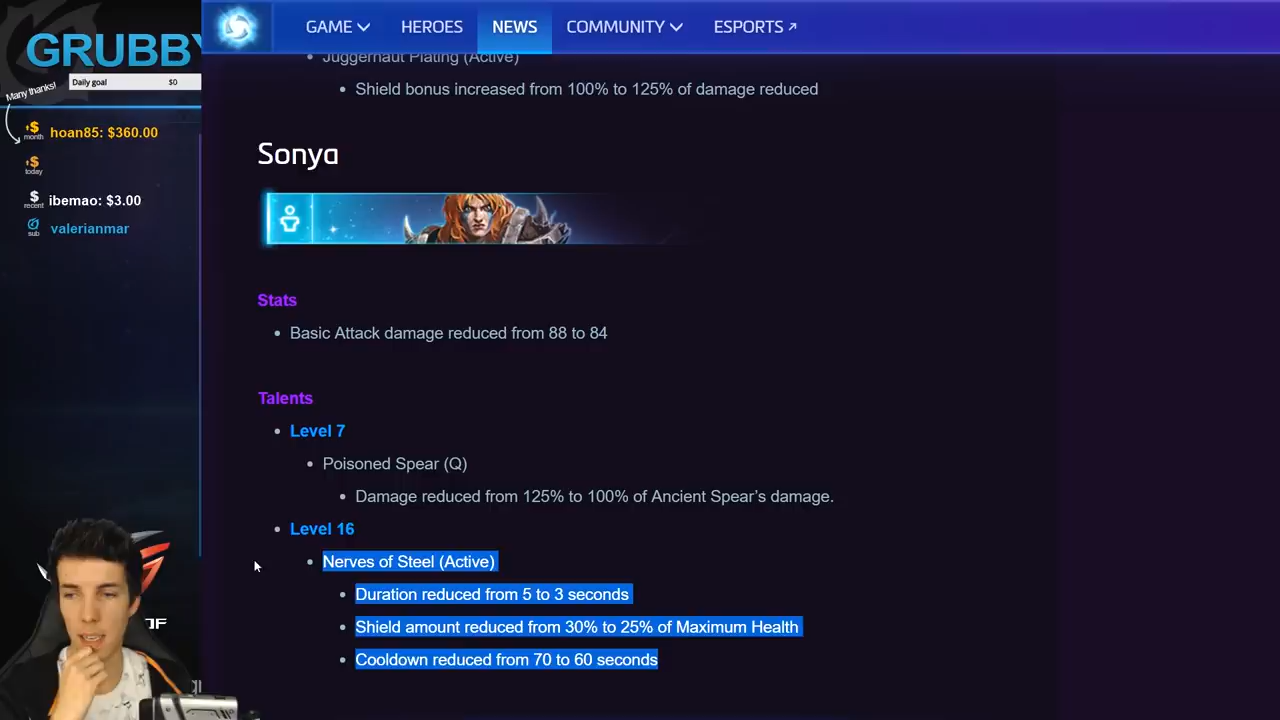 GRUBBY
GAME
HEROES
NEWS
COMMUNITY
ESPORTS
Daily goal $0
Many thanks!
$ month hoan85: $360.00
$ today
$ recent ibemao: $3.00
sub valerianmar
Juggernaut Plating (Active)
Shield bonus increased from 100% to 125% of damage reduced
Sonya
Stats
Basic Attack damage reduced from 88 to 84
Talents
Level 7
Poisoned Spear (Q)
Damage reduced from 125% to 100% of Ancient Spear’s damage.
Level 16
Nerves of Steel (Active)
Duration reduced from 5 to 3 seconds
Shield amount reduced from 30% to 25% of Maximum Health
Cooldown reduced from 70 to 60 seconds